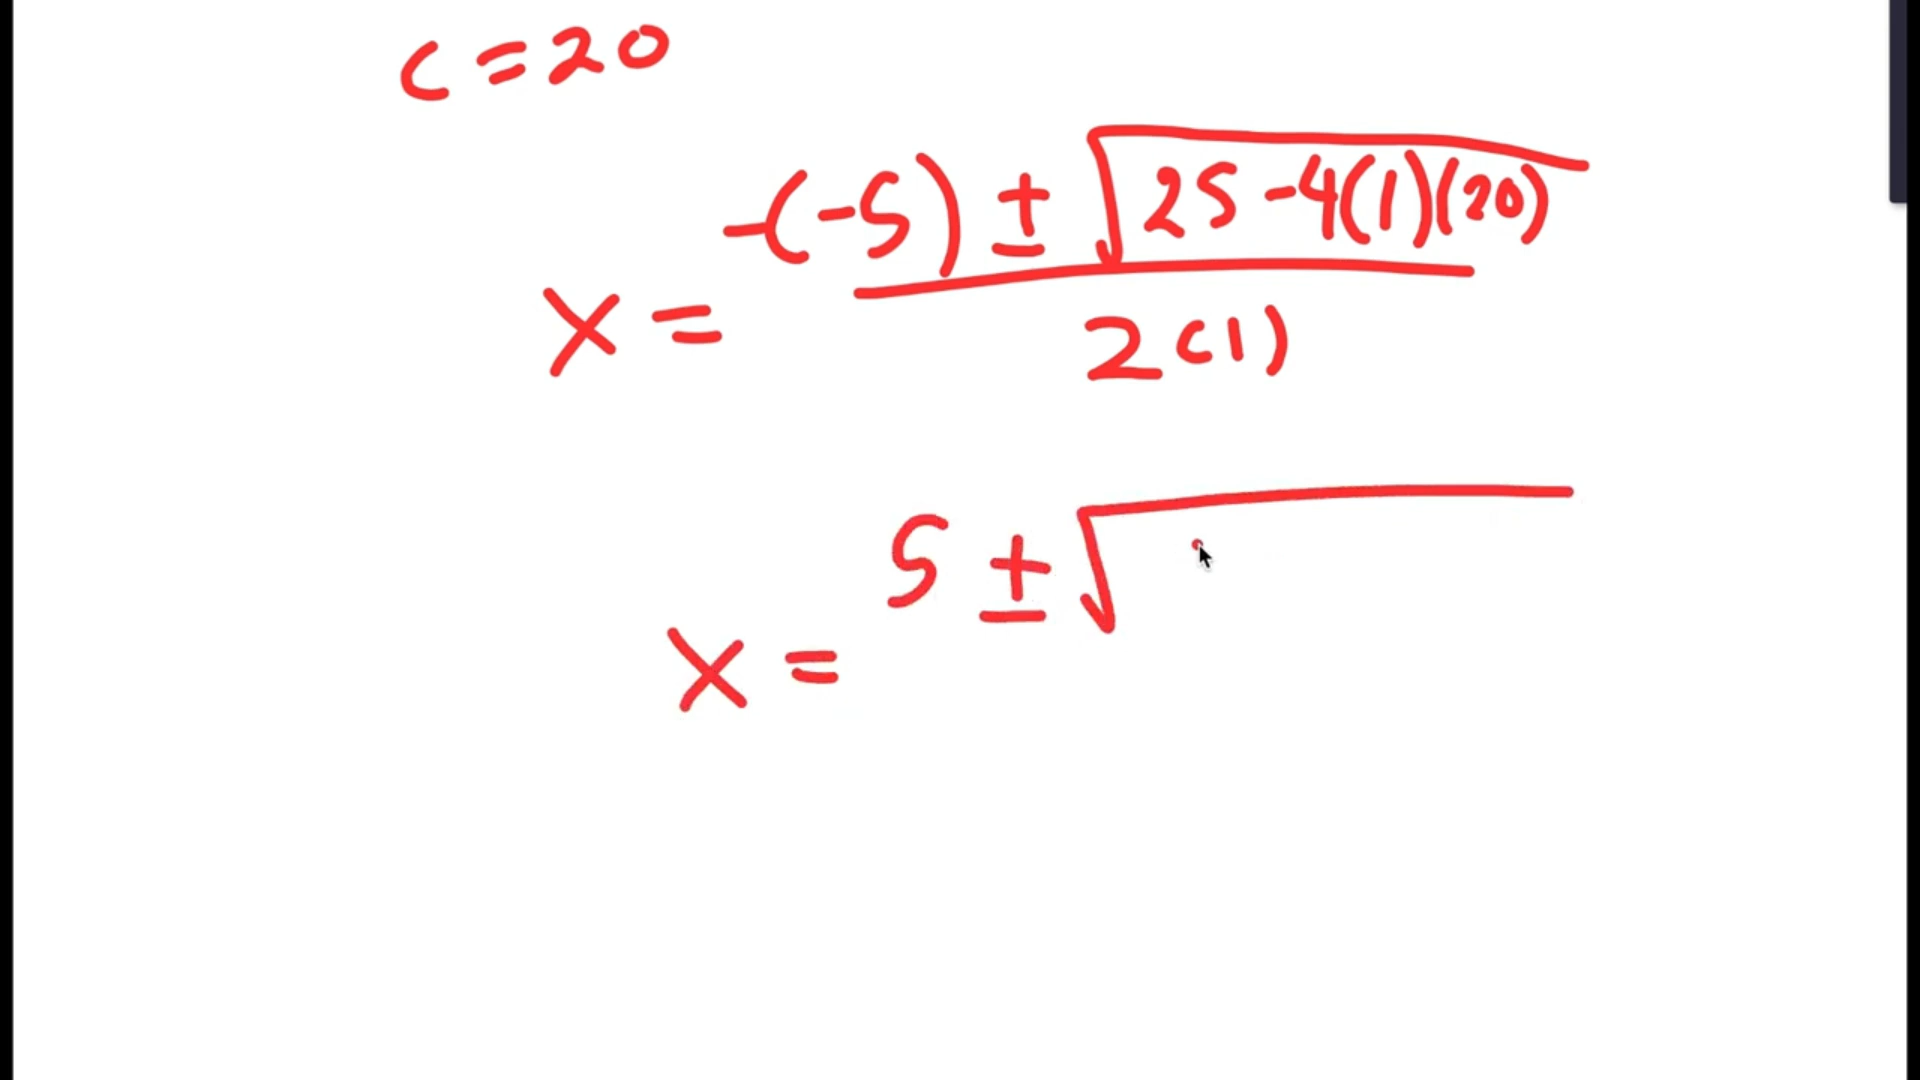 c = 20
x = -(-5) ± √25 - 4(1)(20)
2(1)
x = 5 ± √